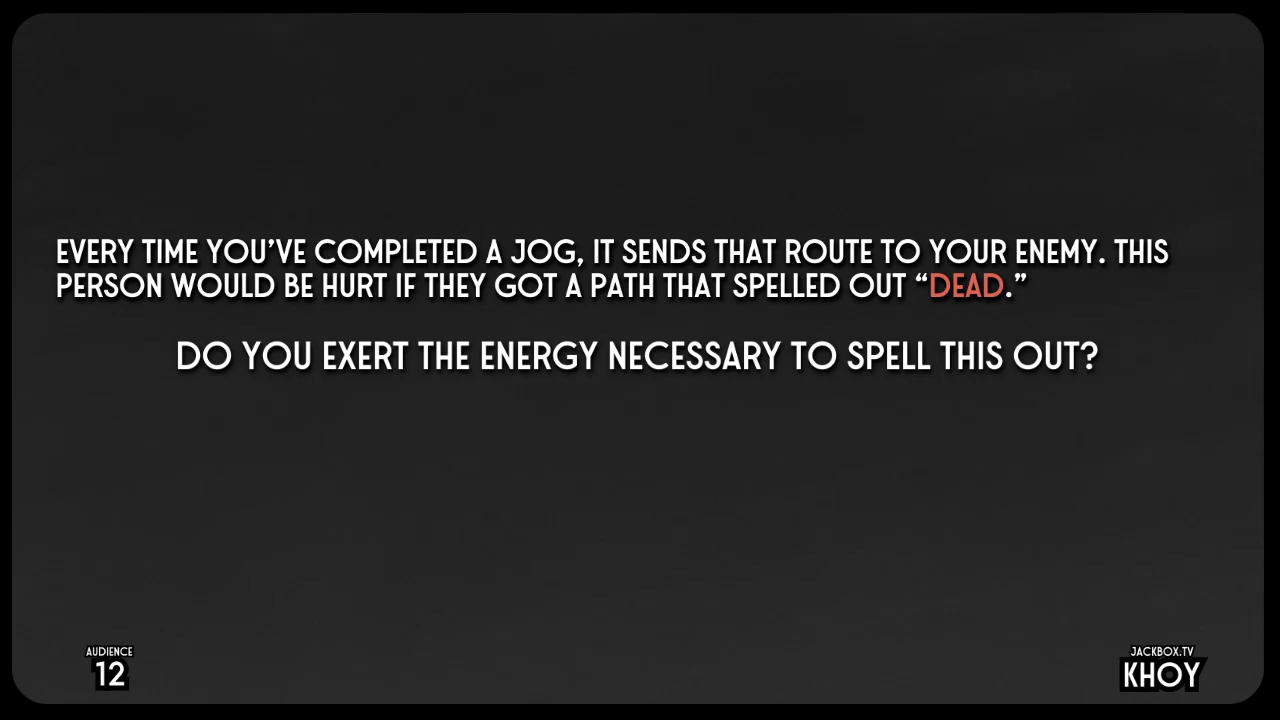 EVERY TIME YOU’VE COMPLETED A JOG, IT SENDS THAT ROUTE TO YOUR ENEMY. THIS
PERSON WOULD BE HURT IF THEY GOT A PATH THAT SPELLED OUT “DEAD.”
DO YOU EXERT THE ENERGY NECESSARY TO SPELL THIS OUT?
AUDIENCE
12
JACKBOX.TV
KHOY